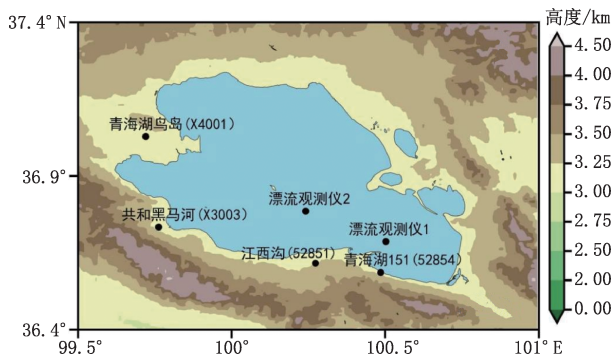 37.4°N
高度/km
4.50
4.00
3.75
3.50
3.25
3.00
2.75
2.50
2.00
0.00
青海湖鸟岛(X4001)
36.9°
漂流观测仪2
共和黑马河(X3003)
漂流观测仪1
江西沟(52851)
青海湖151(52854)
36.4°
99.5°
100°
100.5°
101°
E